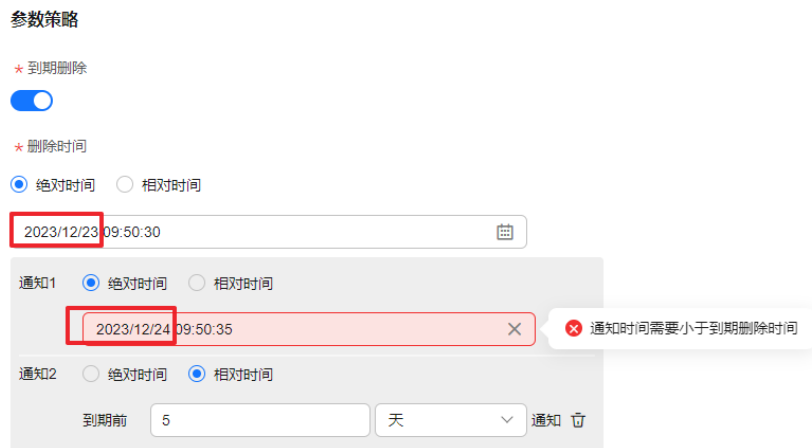 参数策略
* 到期删除
* 删除时间
绝对时间 相对时间
2023/12/23 09:50:30
通知1 绝对时间 相对时间
2023/12/24 09:50:35
通知时间需要小于到期删除时间
通知2 绝对时间 相对时间
到期前 5 天 通知